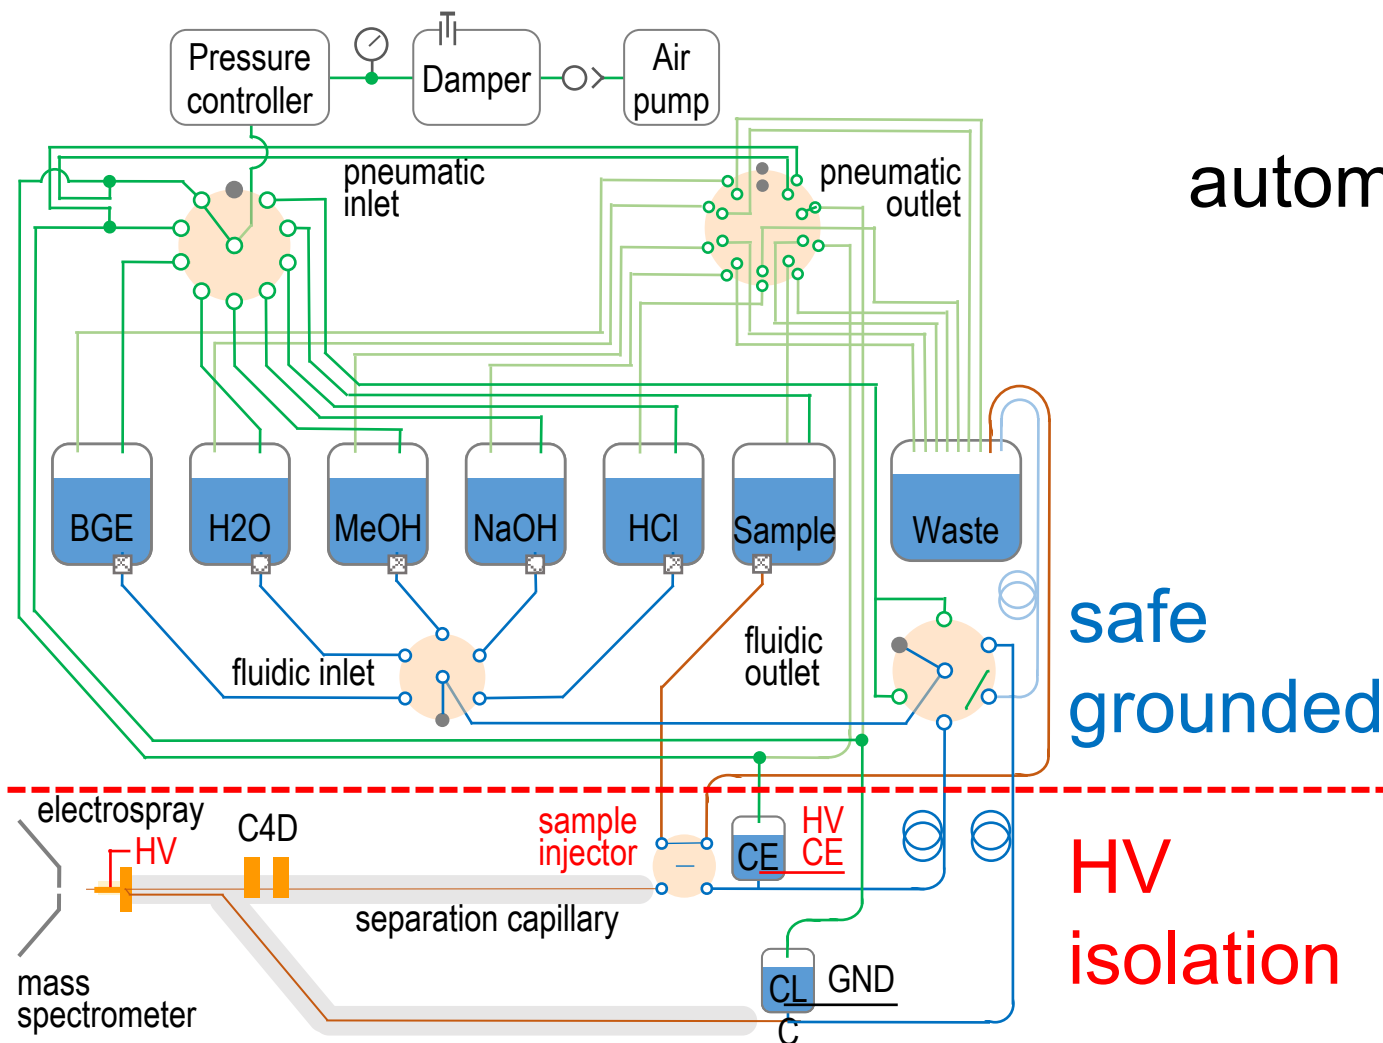 Pressure
controller
Damper
Air
pump
pneumatic
inlet
pneumatic
outlet
autom
BGE
H2O
MeOH
NaOH
HCl
Sample
Waste
fluidic inlet
fluidic
outlet
safe
grounded
electrospray
HV
C4D
sample
injector
CE
HV
CE
HV
isolation
separation capillary
mass
spectrometer
CL
C
GND